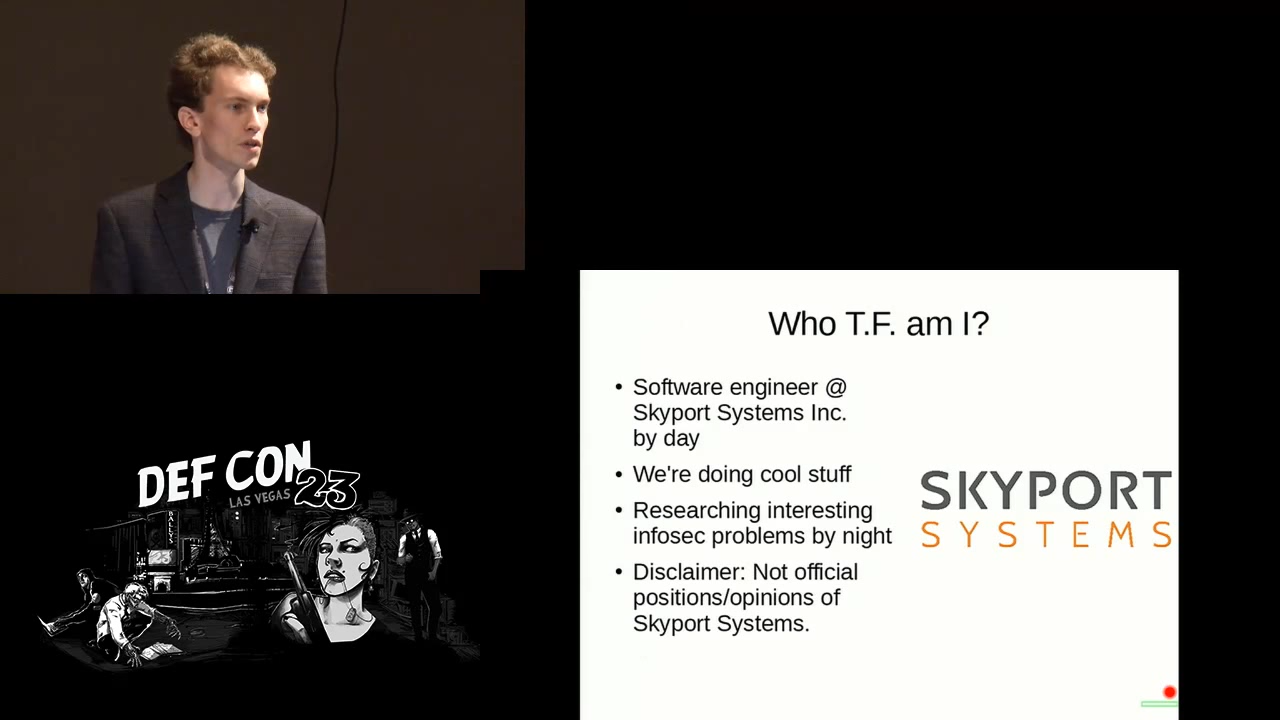 Who T.F. am I?
• Software engineer @
Skyport Systems Inc.
by day
• We're doing cool stuff
• Researching interesting
infosec problems by night
• Disclaimer: Not official
positions/opinions of
Skyport Systems.
SKYPORT
SYSTEMS
DEF CON
LAS VEGAS 23
BALLY'S